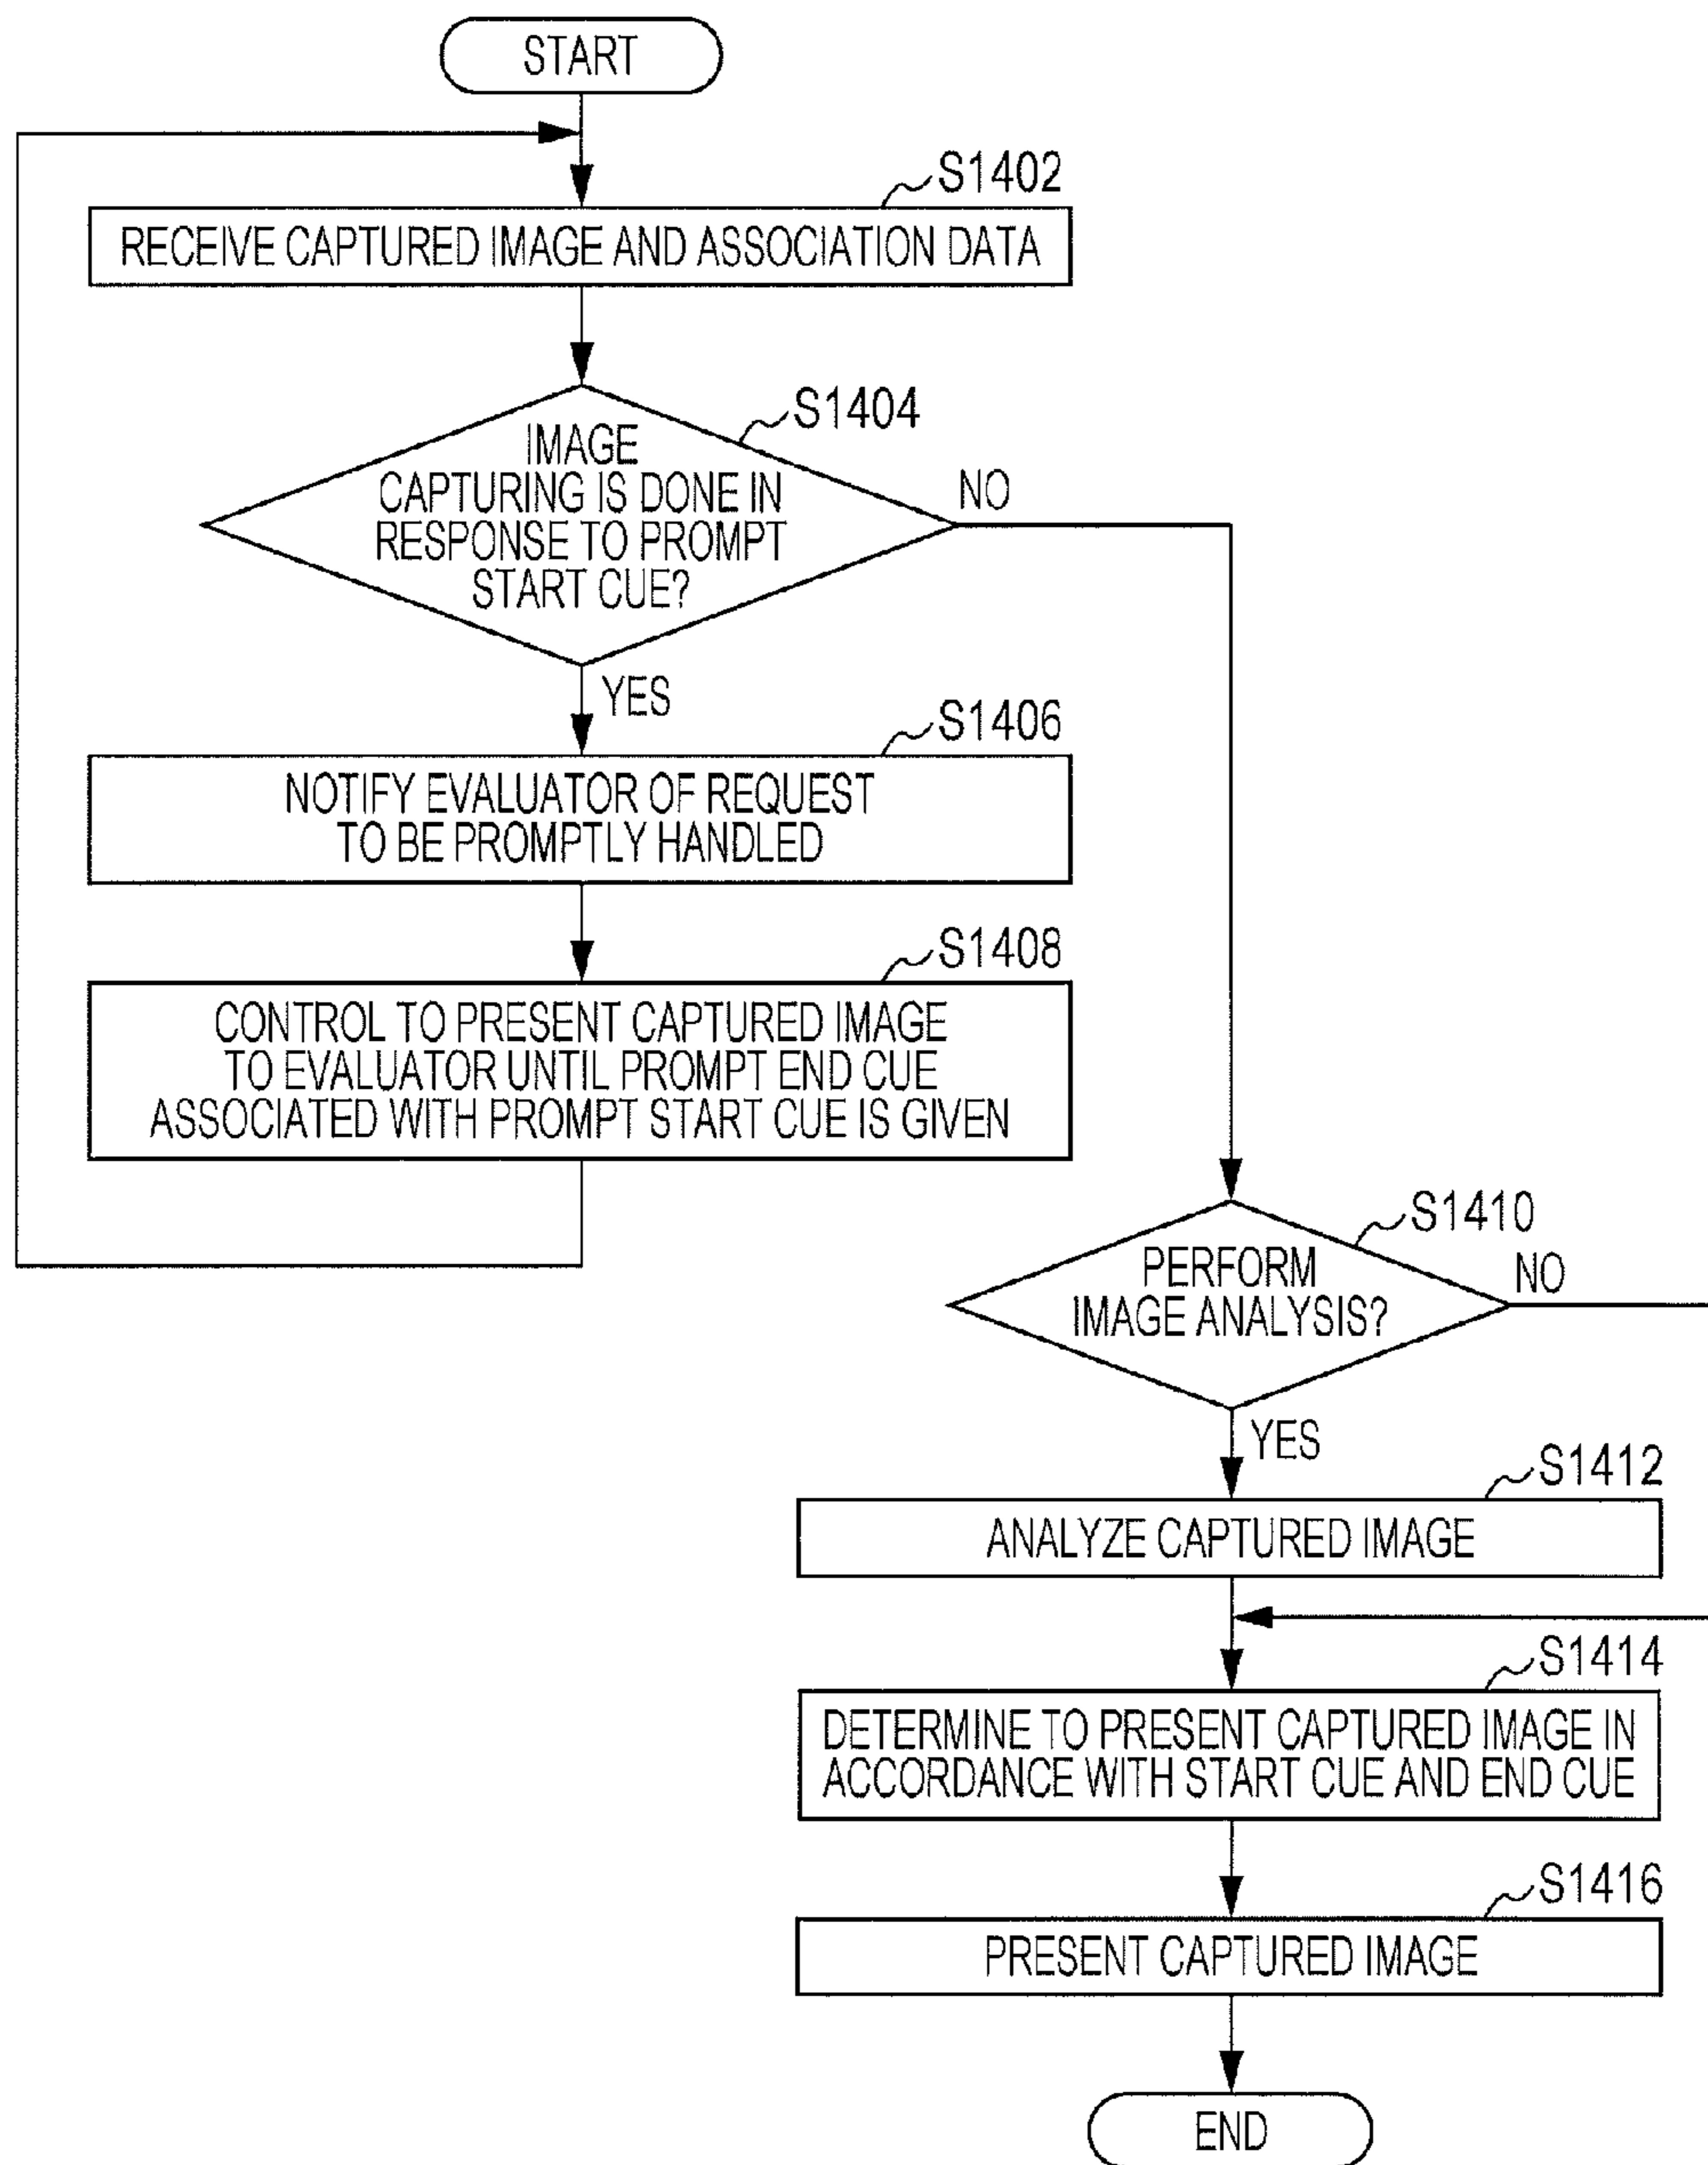 START
S1402
RECEIVE CAPTURED IMAGE AND ASSOCIATION DATA
S1404
IMAGE
CAPTURING IS DONE IN
RESPONSE TO PROMPT
START CUE?
NO
YES
S1406
NOTIFY EVALUATOR OF REQUEST
TO BE PROMPTLY HANDLED
S1408
CONTROL TO PRESENT CAPTURED IMAGE
TO EVALUATOR UNTIL PROMPT END CUE
ASSOCIATED WITH PROMPT START CUE IS GIVEN
S1410
PERFORM
IMAGE ANALYSIS?
NO
YES
S1412
ANALYZE CAPTURED IMAGE
S1414
DETERMINE TO PRESENT CAPTURED IMAGE IN
ACCORDANCE WITH START CUE AND END CUE
S1416
PRESENT CAPTURED IMAGE
END